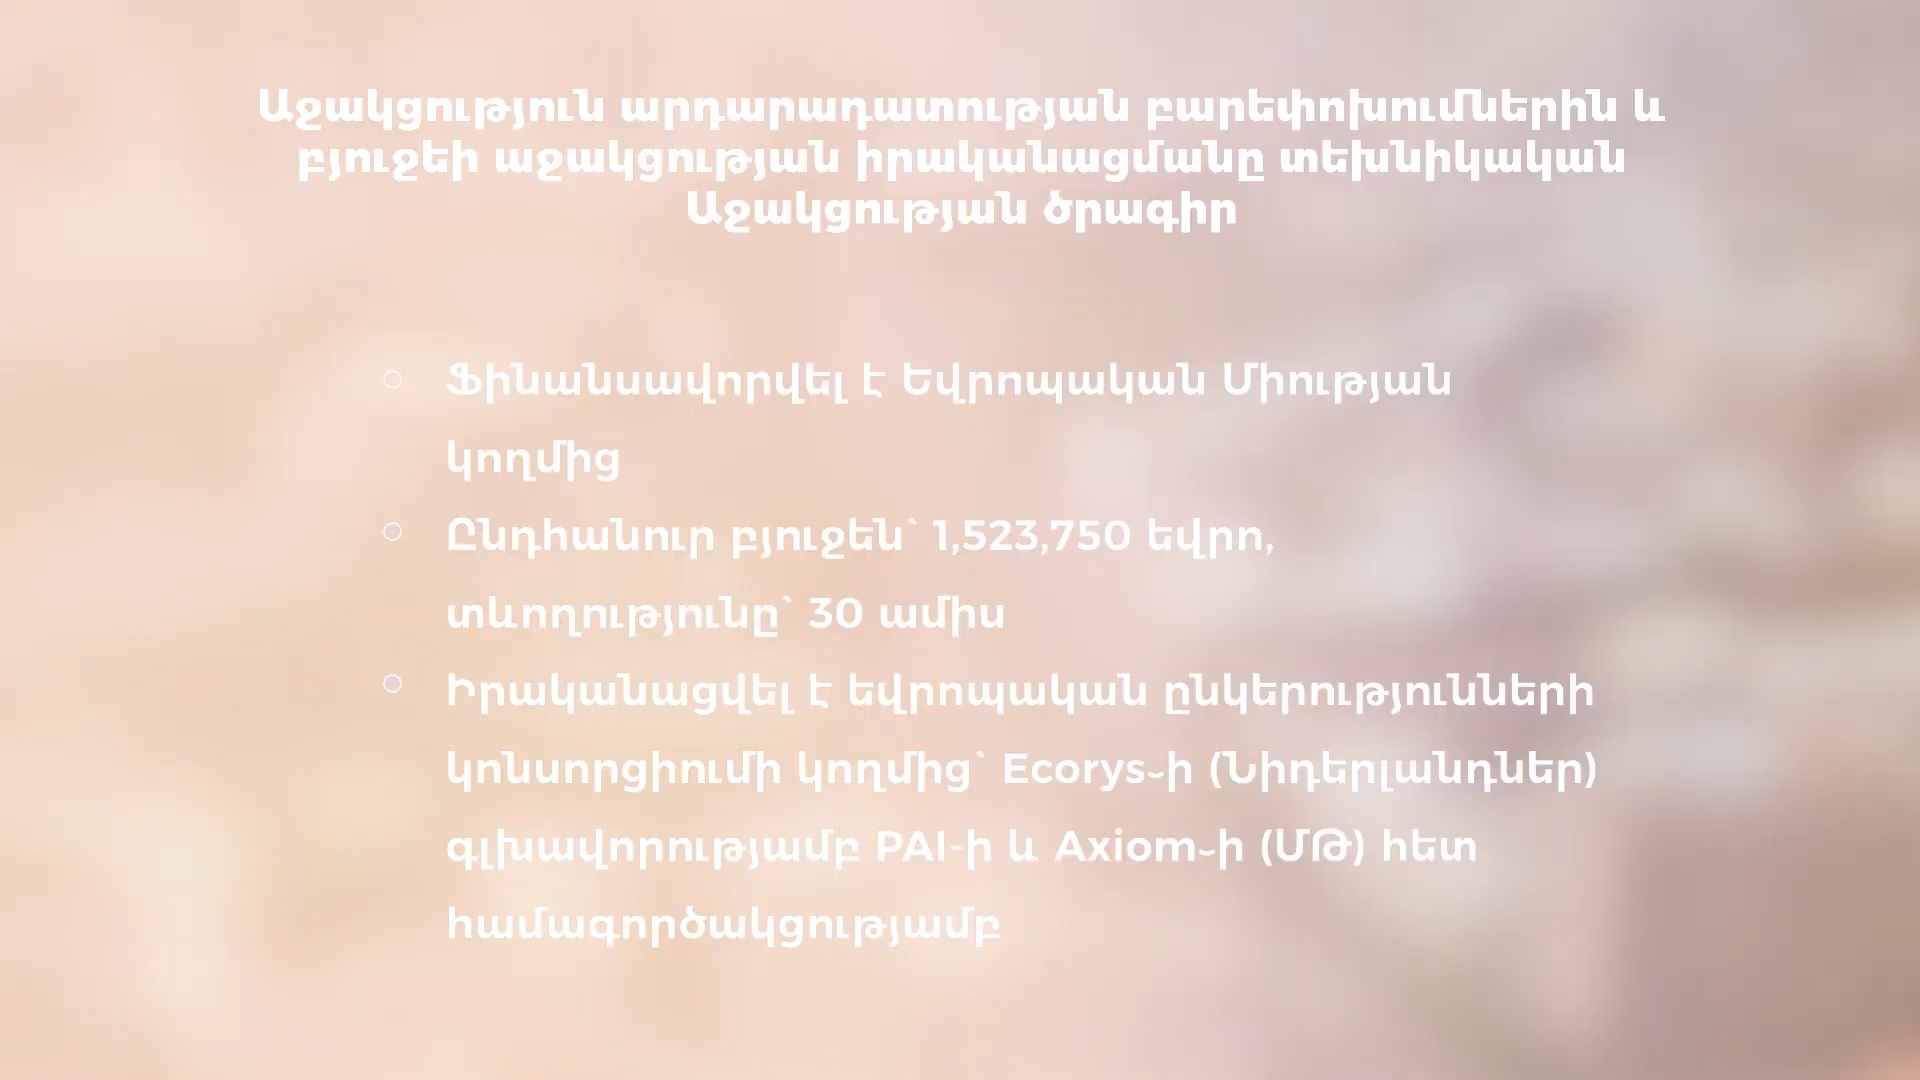 Աջակցություն արդարադատության բարեփոխումներին և
բյուջեի աջակցության իրականացմանը տեխնիկական
Աջակցության ծրագիր
Ֆինանսավորվել է Եվրոպական Միության
կողմից
Ընդհանուր բյուջեն՝ 1,523,750 եվրո,
տևողությունը՝ 30 ամիս
Իրականացվել է եվրոպական ընկերությունների
կոնսորցիումի կողմից՝ Ecorys֊ի (Նիդերլանդներ)
գլխավորությամբ PAI-ի և Axiom֊ի (ՄԹ) հետ
համագործակցությամբ